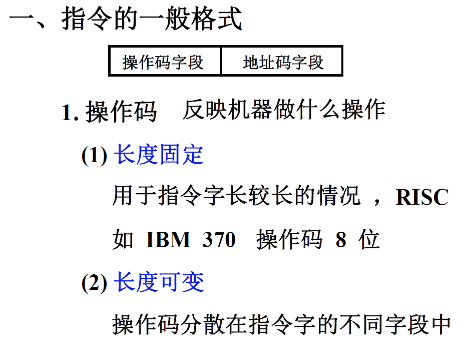 一、指令的一般格式
操作码字段 地址码字段
1. 操作码 反映机器做什么操作
(1) 长度固定
用于指令字长较长的情况 ，RISC
如 IBM 370 操作码 8 位
(2) 长度可变
操作码分散在指令字的不同字段中